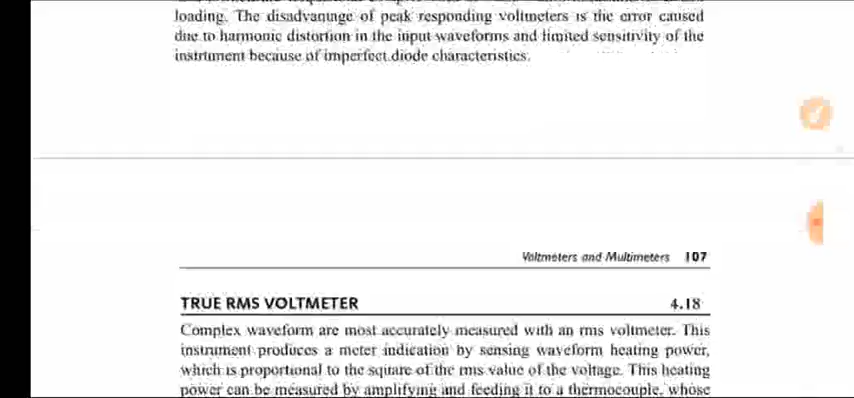 loading. The disadvantage of peak responding voltmeters is the error caused
due to harmonic distortion in the input waveforms and limited sensitivity of the
instrument because of imperfect diode characteristics.
Voltmeters and Multimeters 107
TRUE RMS VOLTMETER 4.18
Complex waveform are most accurately measured with an rms voltmeter. This
instrument produces a meter indication by sensing waveform heating power,
which is proportional to the square of the rms value of the voltage. This heating
power can be measured by amplifying and feeding it to a thermocouple, whose